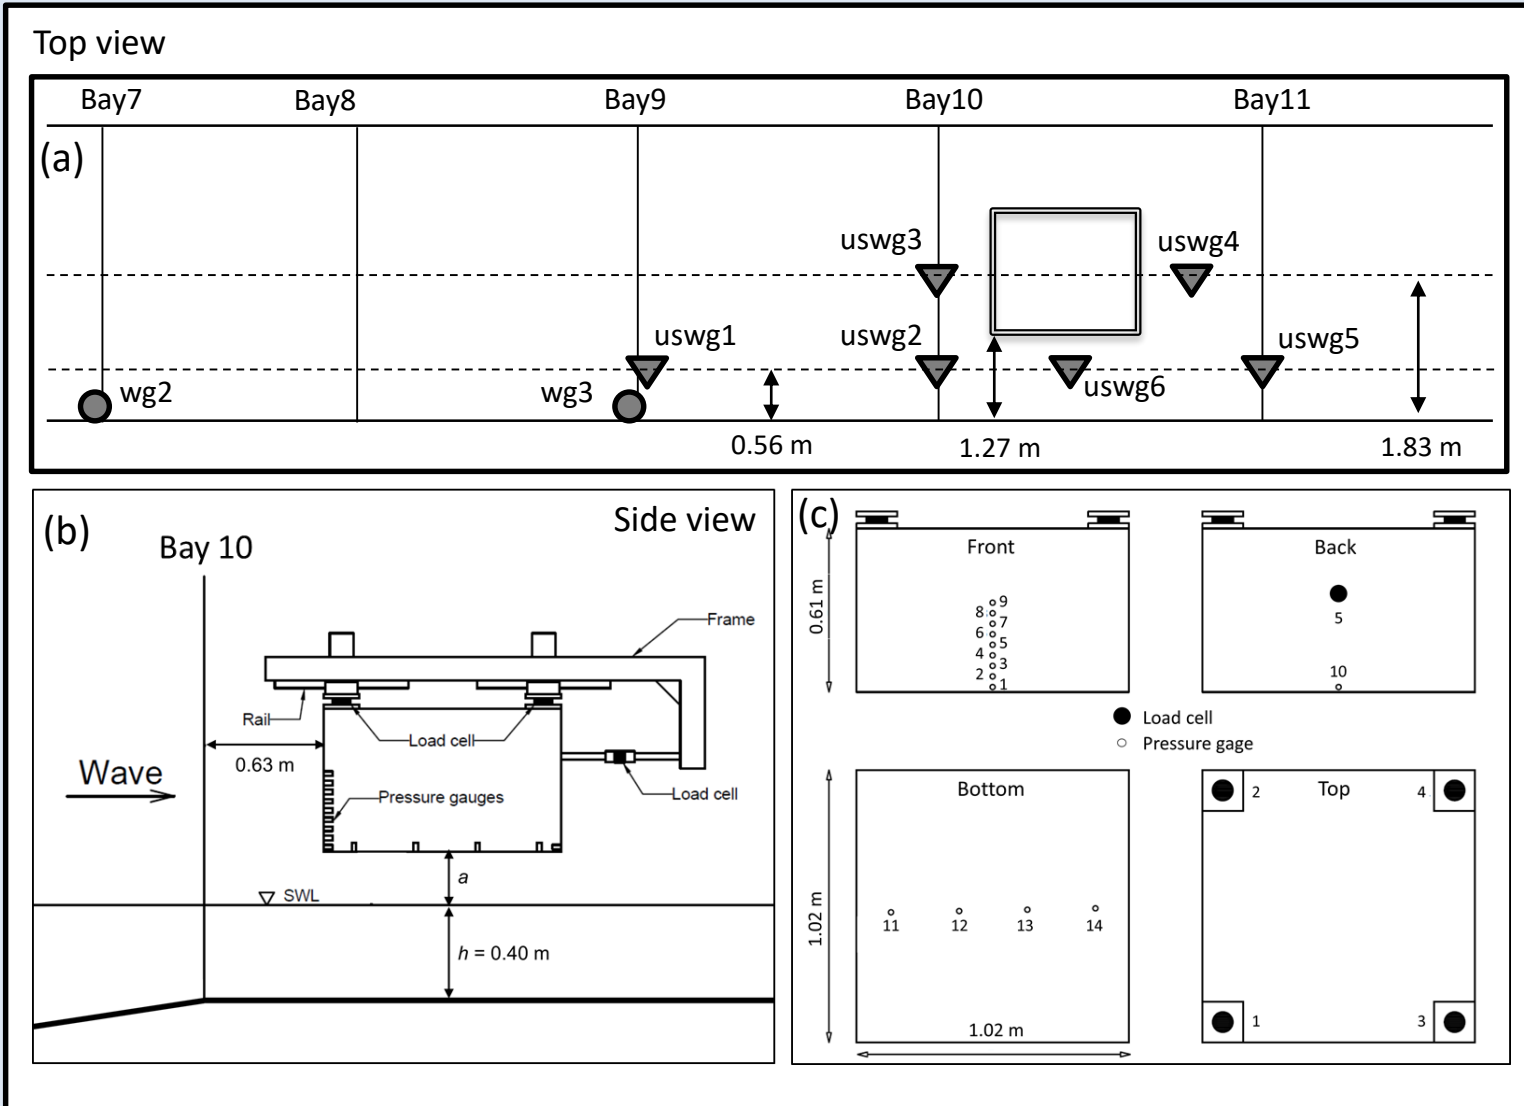 Top view
Bay7 Bay8 Bay9 Bay10 Bay11
(a)
uswg3 uswg4
uswg1 uswg2 uswg5
wg2 wg3 uswg6
0.56 m 1.27 m 1.83 m
(b) Side view
Bay 10
Frame
Rail
Load cell
0.63 m
Wave
Pressure gauges
Load cell
a
SWL
h = 0.40 m
(c)
Front
0.61 m
9
8
7
6
5
4
3
2
1
Back
5
10
Load cell
Pressure gage
Bottom
1.02 m
11 12 13 14
1.02 m
2 Top 4
1 3